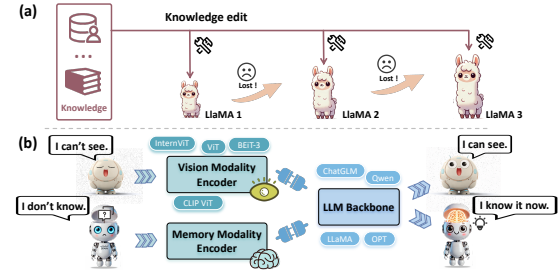 (a)
Knowledge edit
...
Knowledge
Lost !
Lost !
LlaMA 1
LlaMA 2
LlaMA 3
(b)
I can't see.
InternViT
ViT
BEiT-3
Vision Modality
Encoder
CLIP ViT
I don't know.
Memory Modality
Encoder
?
ChatGLM
Qwen
LLM Backbone
LLaMA
OPT
I can see.
I know it now.